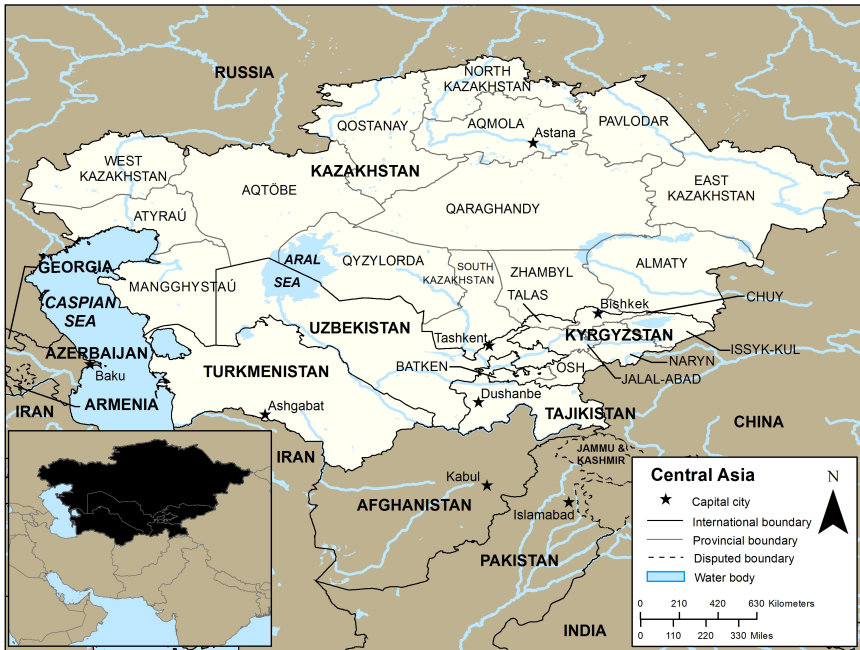 RUSSIA
NORTH
KAZAKHSTAN
QOSTANAY
AQMOLA
Astana
PAVLODAR
WEST
KAZAKHSTAN
KAZAKHSTAN
AQTÖBE
EAST
KAZAKHSTAN
ATYRAÚ
QARAGHANDY
GEORGIA
ARAL
SEA
QYZYLORDA
SOUTH
KAZAKHSTAN
ZHAMBYL
ALMATY
MANGGHYSTAÚ
CASPIAN
SEA
TALAS
Bishkek
CHUY
UZBEKISTAN
Tashkent
KYRGYZSTAN
ISSYK-KUL
AZERBAIJAN
Baku
TURKMENISTAN
BATKEN
OSH
NARYN
JALAL-ABAD
IRAN
ARMENIA
Ashgabat
Dushanbe
TAJIKISTAN
CHINA
IRAN
JAMMU &
KASHMIR
Kabul
AFGHANISTAN
Islamabad
PAKISTAN
INDIA
Central Asia
N
Capital city
International boundary
Provincial boundary
Disputed boundary
Water body
0 210 420 630 Kilometers
0 110 220 330 Miles